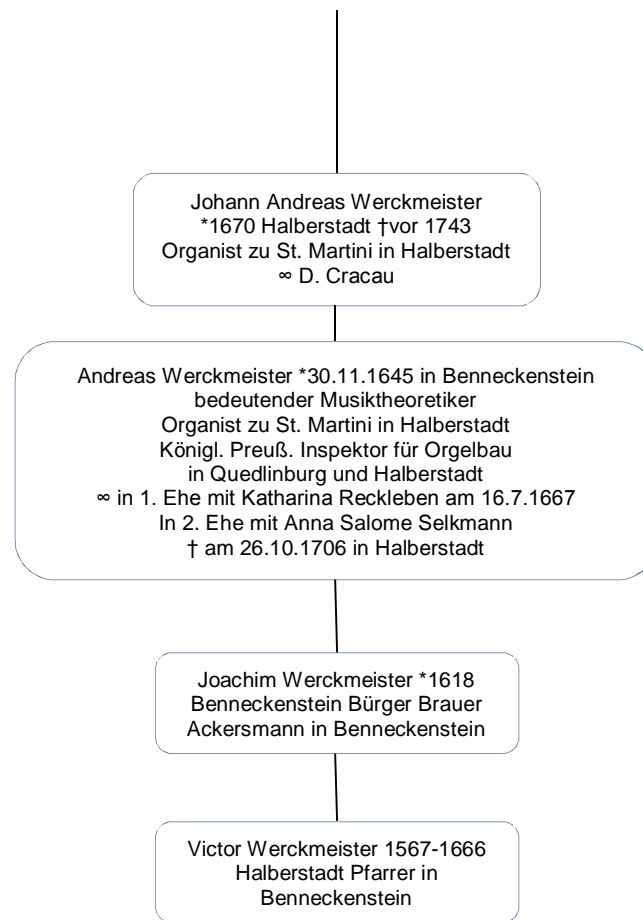 Johann Andreas Werckmeister
*1670 Halberstadt †vor 1743
Organist zu St. Martini in Halberstadt
∞ D. Cracau
Andreas Werckmeister *30.11.1645 in Benneckenstein
bedeutender Musiktheoretiker
Organist zu St. Martini in Halberstadt
Königl. Preuß. Inspektor für Orgelbau
in Quedlinburg und Halberstadt
∞ in 1. Ehe mit Katharina Reckleben am 16.7.1667
In 2. Ehe mit Anna Salome Selkmann
† am 26.10.1706 in Halberstadt
Joachim Werckmeister *1618
Benneckenstein Bürger Brauer
Ackersmann in Benneckenstein
Victor Werckmeister 1567-1666
Halberstadt Pfarrer in
Benneckenstein